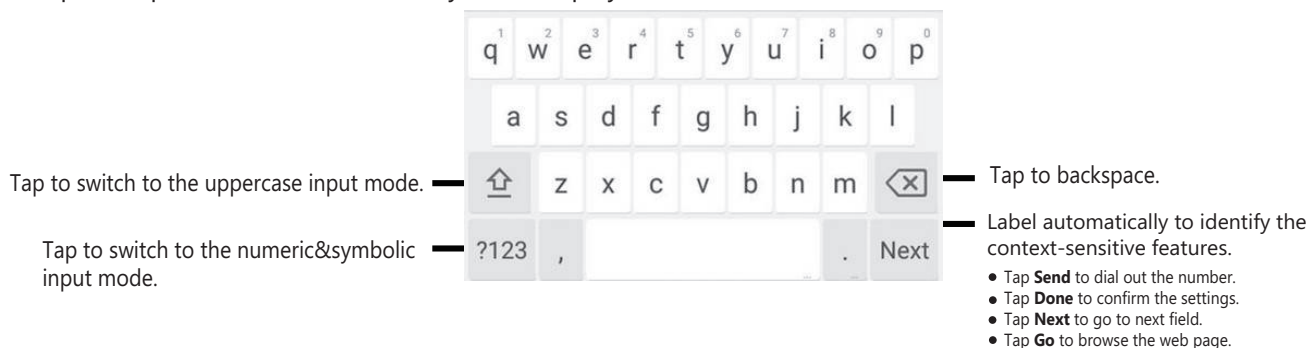 q 1 w 2 e 3 r 4 t 5 y 6 u 7 i 8 o 9 p 0
a s d f g h j k l
Tap to switch to the uppercase input mode.
z x c v b n m
Tap to backspace.
Tap to switch to the numeric&symbolic
input mode.
?123 , . Next
Label automatically to identify the
context-sensitive features.
● Tap Send to dial out the number.
● Tap Done to confirm the settings.
● Tap Next to go to next field.
● Tap Go to browse the web page.